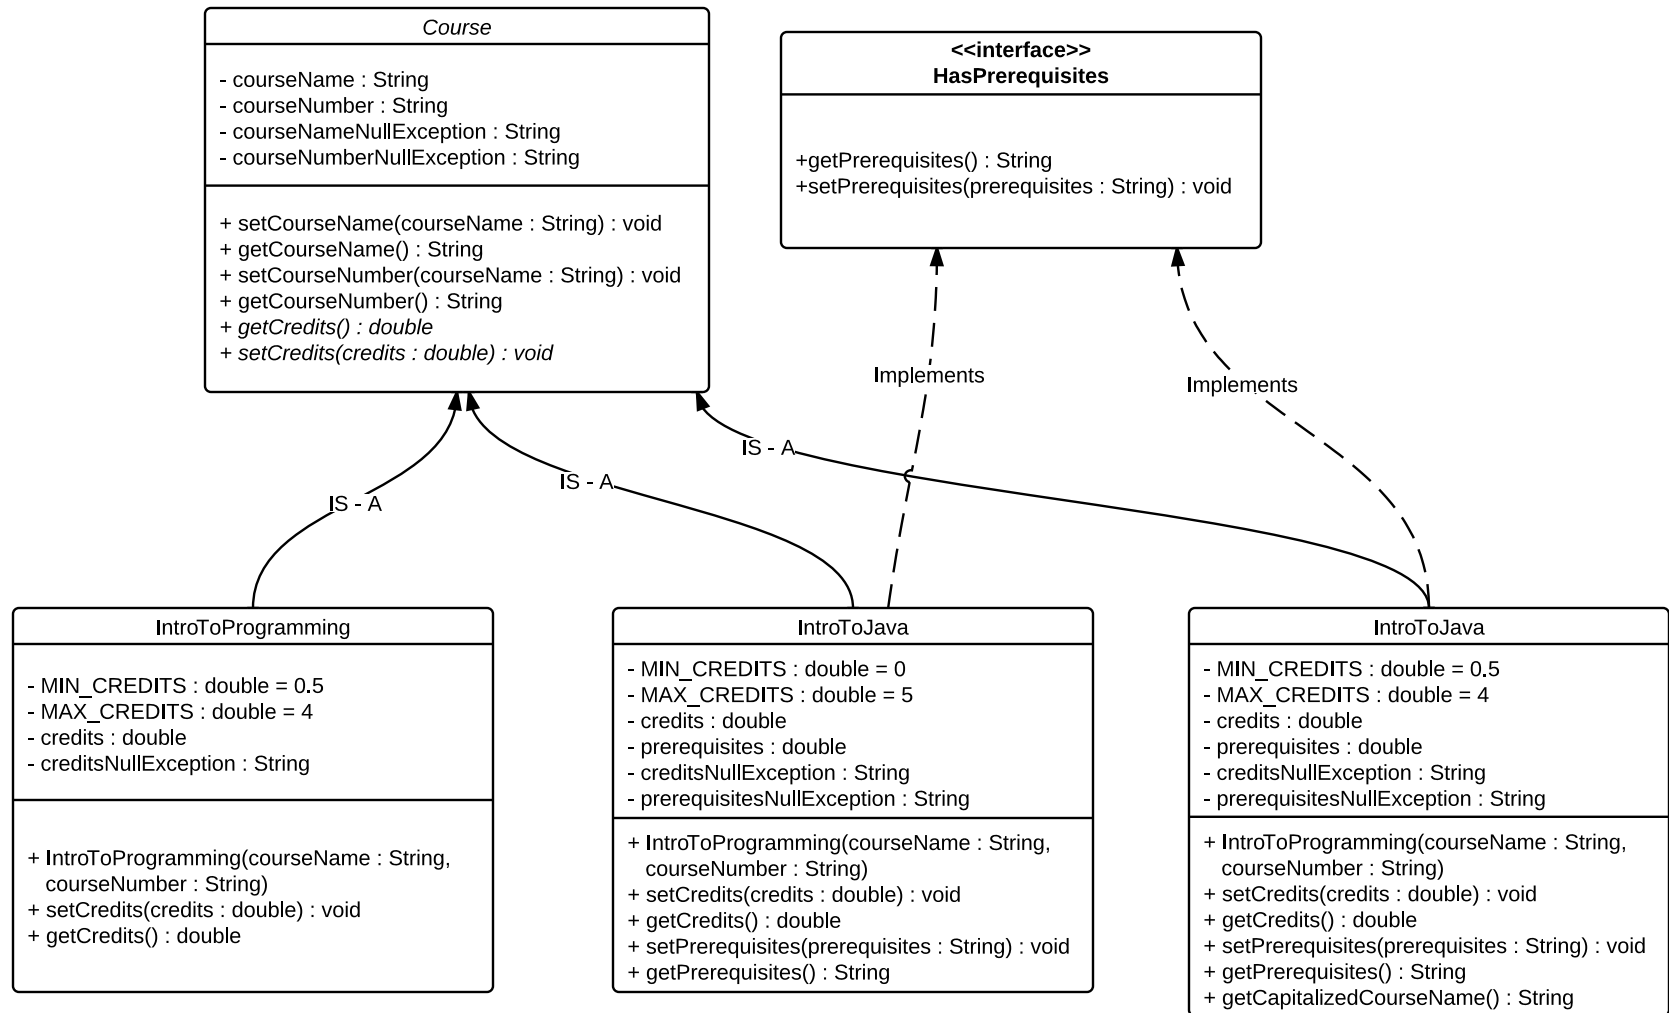 Course
- courseName : String
- courseNumber : String
- courseNameNullException : String
- courseNumberNullException : String
+ setCourseName(courseName : String) : void
+ getCourseName() : String
+ setCourseNumber(courseName : String) : void
+ getCourseNumber() : String
+ getCredits() : double
+ setCredits(credits : double) : void
<<interface>>
HasPrerequisites
+getPrerequisites() : String
+setPrerequisites(prerequisites : String) : void
Implements
Implements
IS - A
IS - A
IS - A
IntroToProgramming
- MIN_CREDITS : double = 0.5
- MAX_CREDITS : double = 4
- credits : double
- creditsNullException : String
+ IntroToProgramming(courseName : String,
courseNumber : String)
+ setCredits(credits : double) : void
+ getCredits() : double
IntroToJava
- MIN_CREDITS : double = 0
- MAX_CREDITS : double = 5
- credits : double
- prerequisites : double
- creditsNullException : String
- prerequisitesNullException : String
+ IntroToProgramming(courseName : String,
courseNumber : String)
+ setCredits(credits : double) : void
+ getCredits() : double
+ setPrerequisites(prerequisites : String) : void
+ getPrerequisites() : String
IntroToJava
- MIN_CREDITS : double = 0.5
- MAX_CREDITS : double = 4
- credits : double
- prerequisites : double
- creditsNullException : String
- prerequisitesNullException : String
+ IntroToProgramming(courseName : String,
courseNumber : String)
+ setCredits(credits : double) : void
+ getCredits() : double
+ setPrerequisites(prerequisites : String) : void
+ getPrerequisites() : String
+ getCapitalizedCourseName() : String